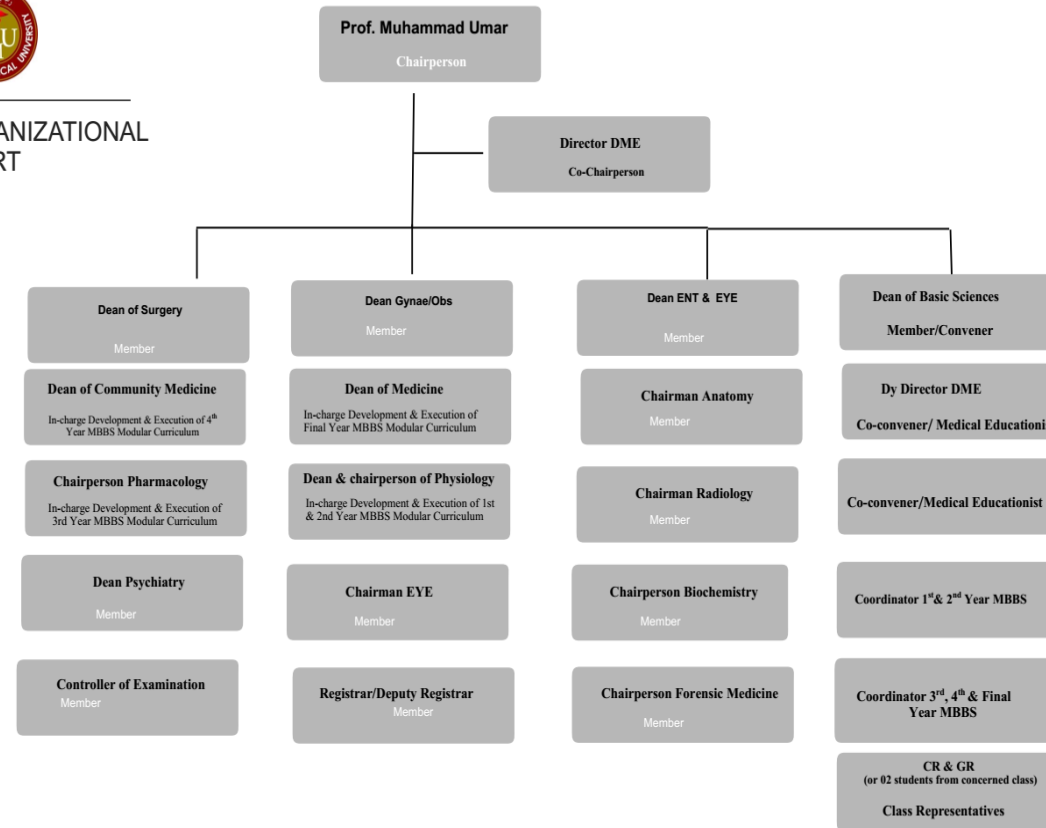 ANIZATIONAL
RT
Prof. Muhammad Umar
Chairperson
Director DME
Co-Chairperson
Dean of Surgery
Member
Dean of Community Medicine
In-charge Development & Execution of 4th
Year MBBS Modular Curriculum
Chairperson Pharmacology
In-charge Development & Execution of
3rd Year MBBS Modular Curriculum
Dean Psychiatry
Member
Controller of Examination
Member
Dean Gynae/Obs
Member
Dean of Medicine
In-charge Development & Execution of
Final Year MBBS Modular Curriculum
Dean & chairperson of Physiology
In-charge Development & Execution of 1st
& 2nd Year MBBS Modular Curriculum
Chairman EYE
Member
Registrar/Deputy Registrar
Member
Dean ENT & EYE
Member
Chairman Anatomy
Member
Chairman Radiology
Member
Chairperson Biochemistry
Member
Chairperson Forensic Medicine
Member
Dean of Basic Sciences
Member/Convener
Dy Director DME
Co-convener/ Medical Educationi
Co-convener/Medical Educationist
Coordinator 1st& 2nd Year MBBS
Coordinator 3rd, 4th & Final
Year MBBS
CR & GR
(or 02 students from concerned class)
Class Representatives